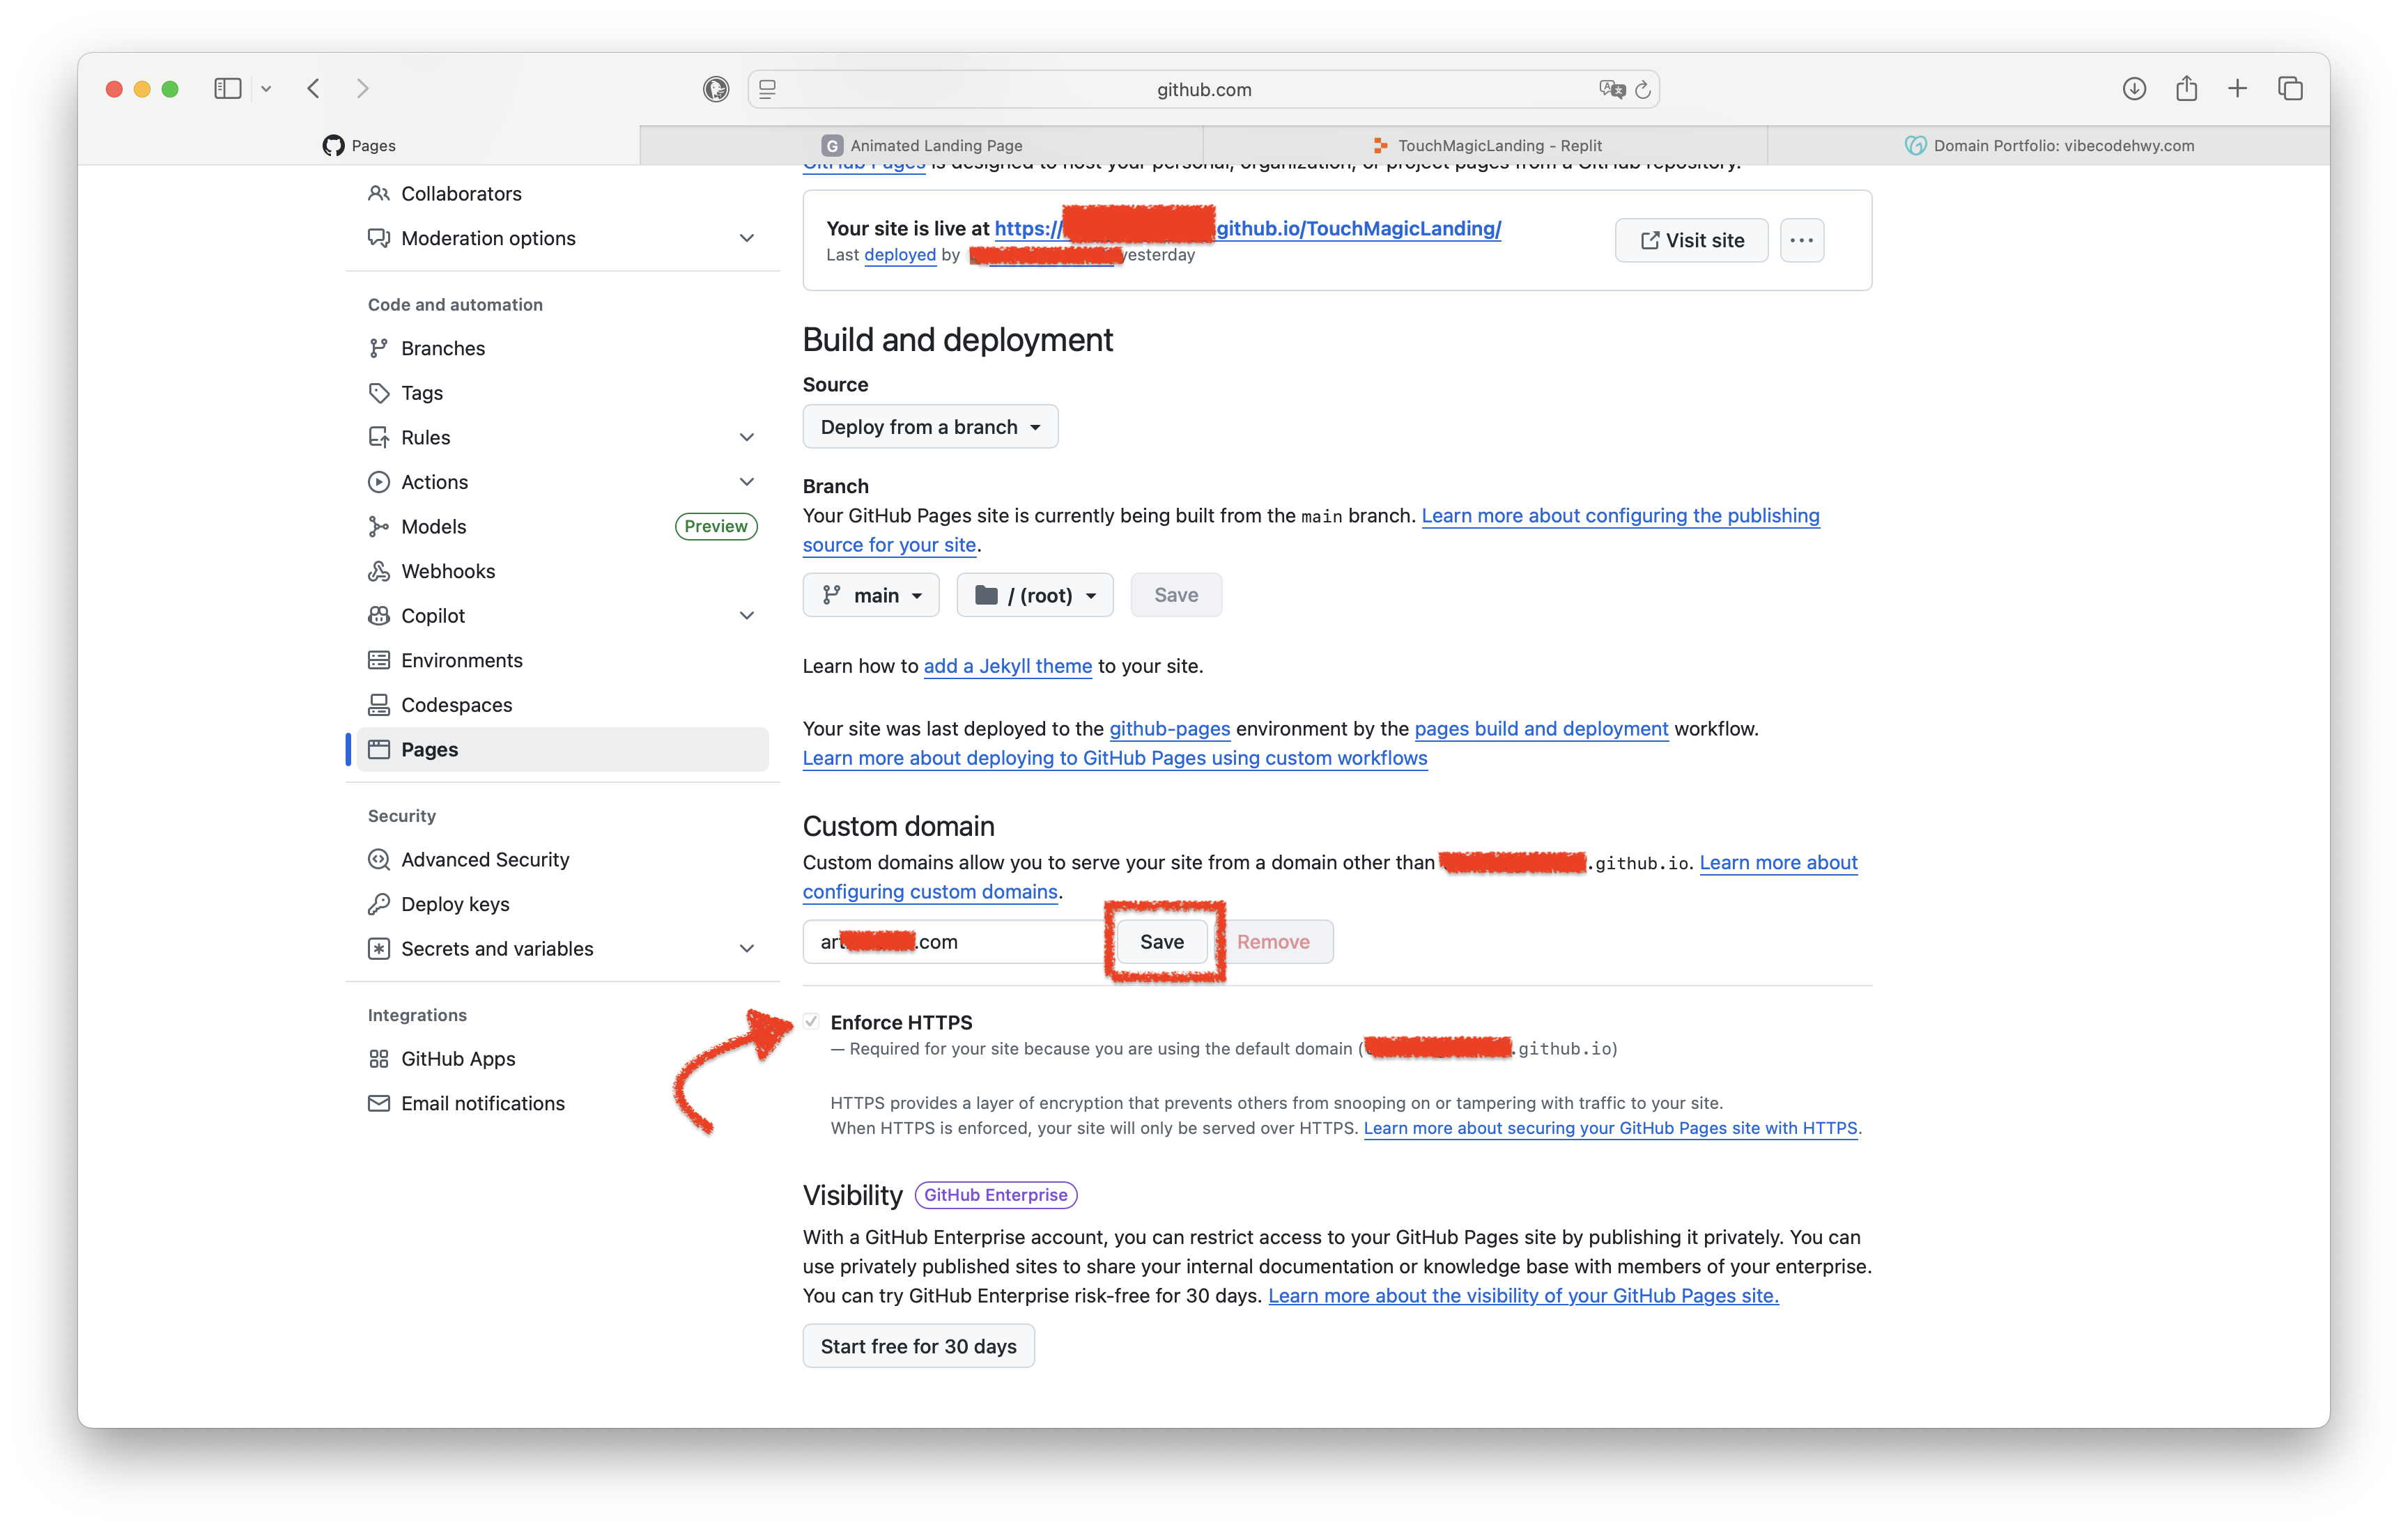 github.com
Pages
Animated Landing Page
TouchMagicLanding - Replit
Domain Portfolio: vibecodehwy.com
GitHub Pages is designed to host your personal, organization, or project pages from a GitHub repository.
Collaborators
Moderation options
Code and automation
Branches
Tags
Rules
Actions
Models Preview
Webhooks
Copilot
Environments
Codespaces
Pages
Security
Advanced Security
Deploy keys
Secrets and variables
Integrations
GitHub Apps
Email notifications
Your site is live at https:// github.io/TouchMagicLanding/
Last deployed by yesterday
Visit site
Build and deployment
Source
Deploy from a branch
Branch
Your GitHub Pages site is currently being built from the main branch. Learn more about configuring the publishing
source for your site.
main / (root) Save
Learn how to add a Jekyll theme to your site.
Your site was last deployed to the github-pages environment by the pages build and deployment workflow.
Learn more about deploying to GitHub Pages using custom workflows
Custom domain
Custom domains allow you to serve your site from a domain other than .github.io. Learn more about
configuring custom domains.
.com Save Remove
Enforce HTTPS
— Required for your site because you are using the default domain ( .github.io)
HTTPS provides a layer of encryption that prevents others from snooping on or tampering with traffic to your site.
When HTTPS is enforced, your site will only be served over HTTPS. Learn more about securing your GitHub Pages site with HTTPS.
Visibility GitHub Enterprise
With a GitHub Enterprise account, you can restrict access to your GitHub Pages site by publishing it privately. You can
use privately published sites to share your internal documentation or knowledge base with members of your enterprise.
You can try GitHub Enterprise risk-free for 30 days. Learn more about the visibility of your GitHub Pages site.
Start free for 30 days